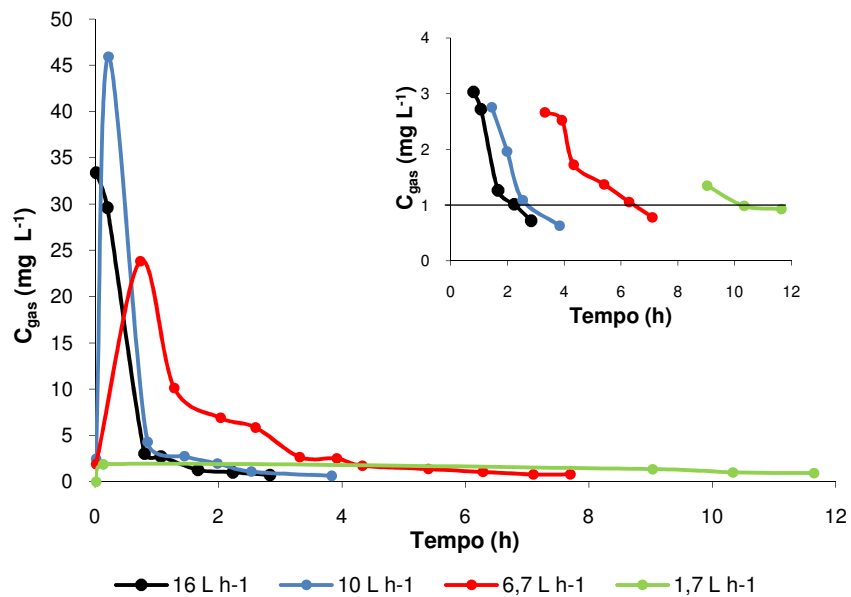 50
45
40
35
30
25
20
15
10
5
0
C_gas (mg L⁻¹)
0 2 4 6 8 10 12
Tempo (h)
4
3
2
1
0
C_gas (mg L⁻¹)
0 2 4 6 8 10 12
Tempo (h)
16 L h-1 10 L h-1 6,7 L h-1 1,7 L h-1